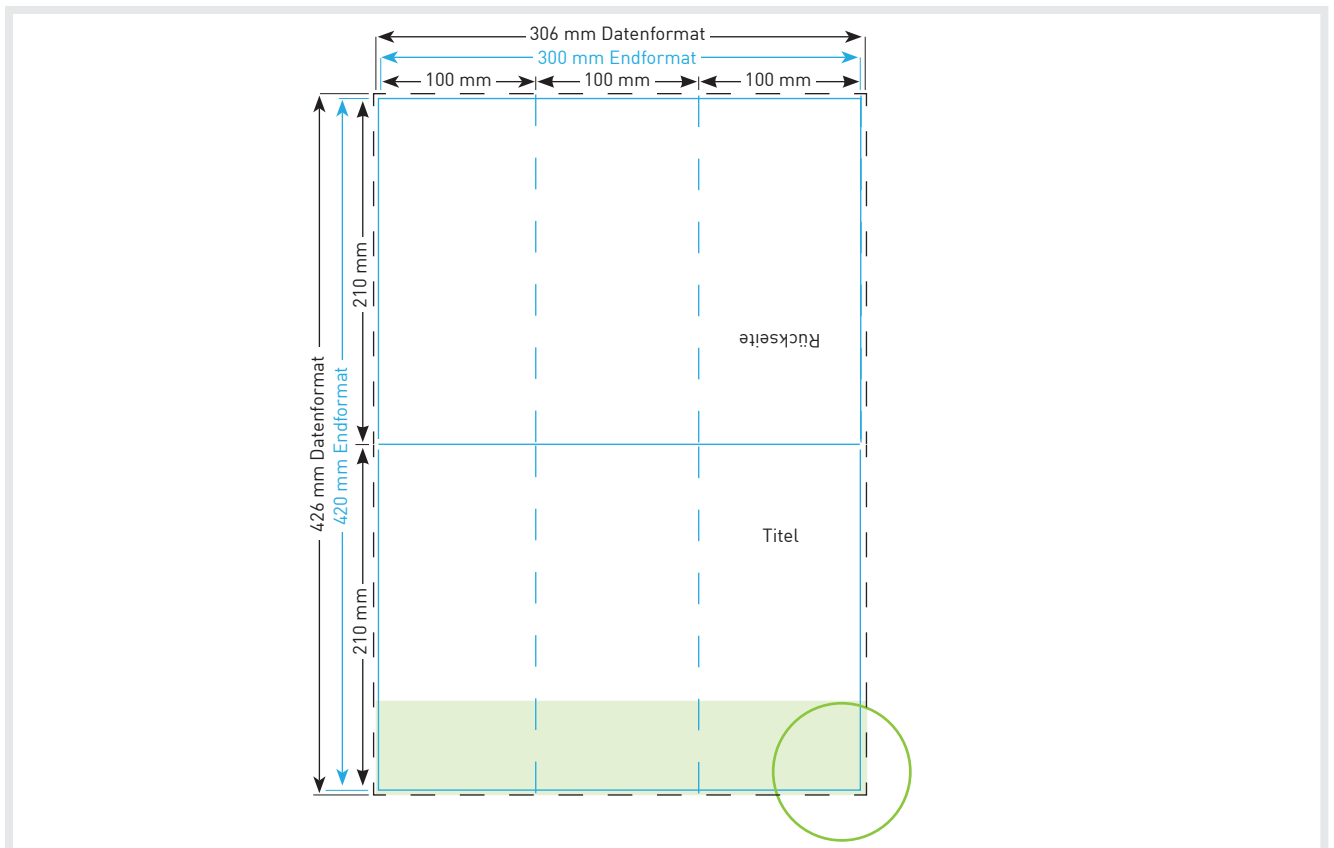 306 mm Datenformat
300 mm Endformat
100 mm
100 mm
100 mm
426 mm Datenformat
420 mm Endformat
210 mm
Rückseite
Titel
210 mm